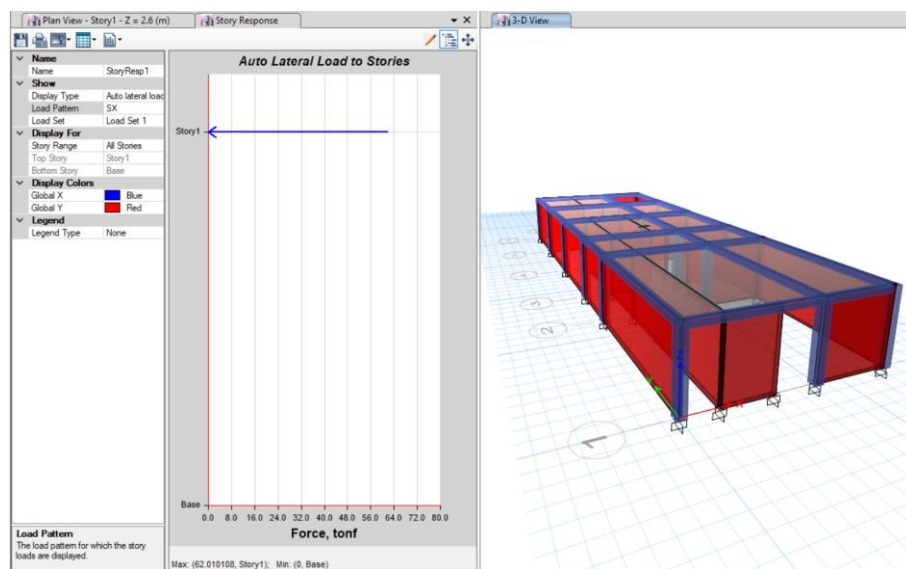 Plan View - Story1 - Z = 2.6 (m)
Story Response
3-D View
Name
Name StoryResp1
Show
Display Type Auto lateral load
Load Pattern SX
Load Set Load Set 1
Display For
Story Range All Stories
Top Story Story1
Bottom Story Base
Display Colors
Global X Blue
Global Y Red
Legend
Legend Type None
Load Pattern
The load pattern for which the story
loads are displayed.
Auto Lateral Load to Stories
Story1
Base
0.0 8.0 16.0 24.0 32.0 40.0 48.0 56.0 64.0 72.0 80.0
Force, tonf
Max: (62.010108, Story1); Min: (0, Base)
3
2
1